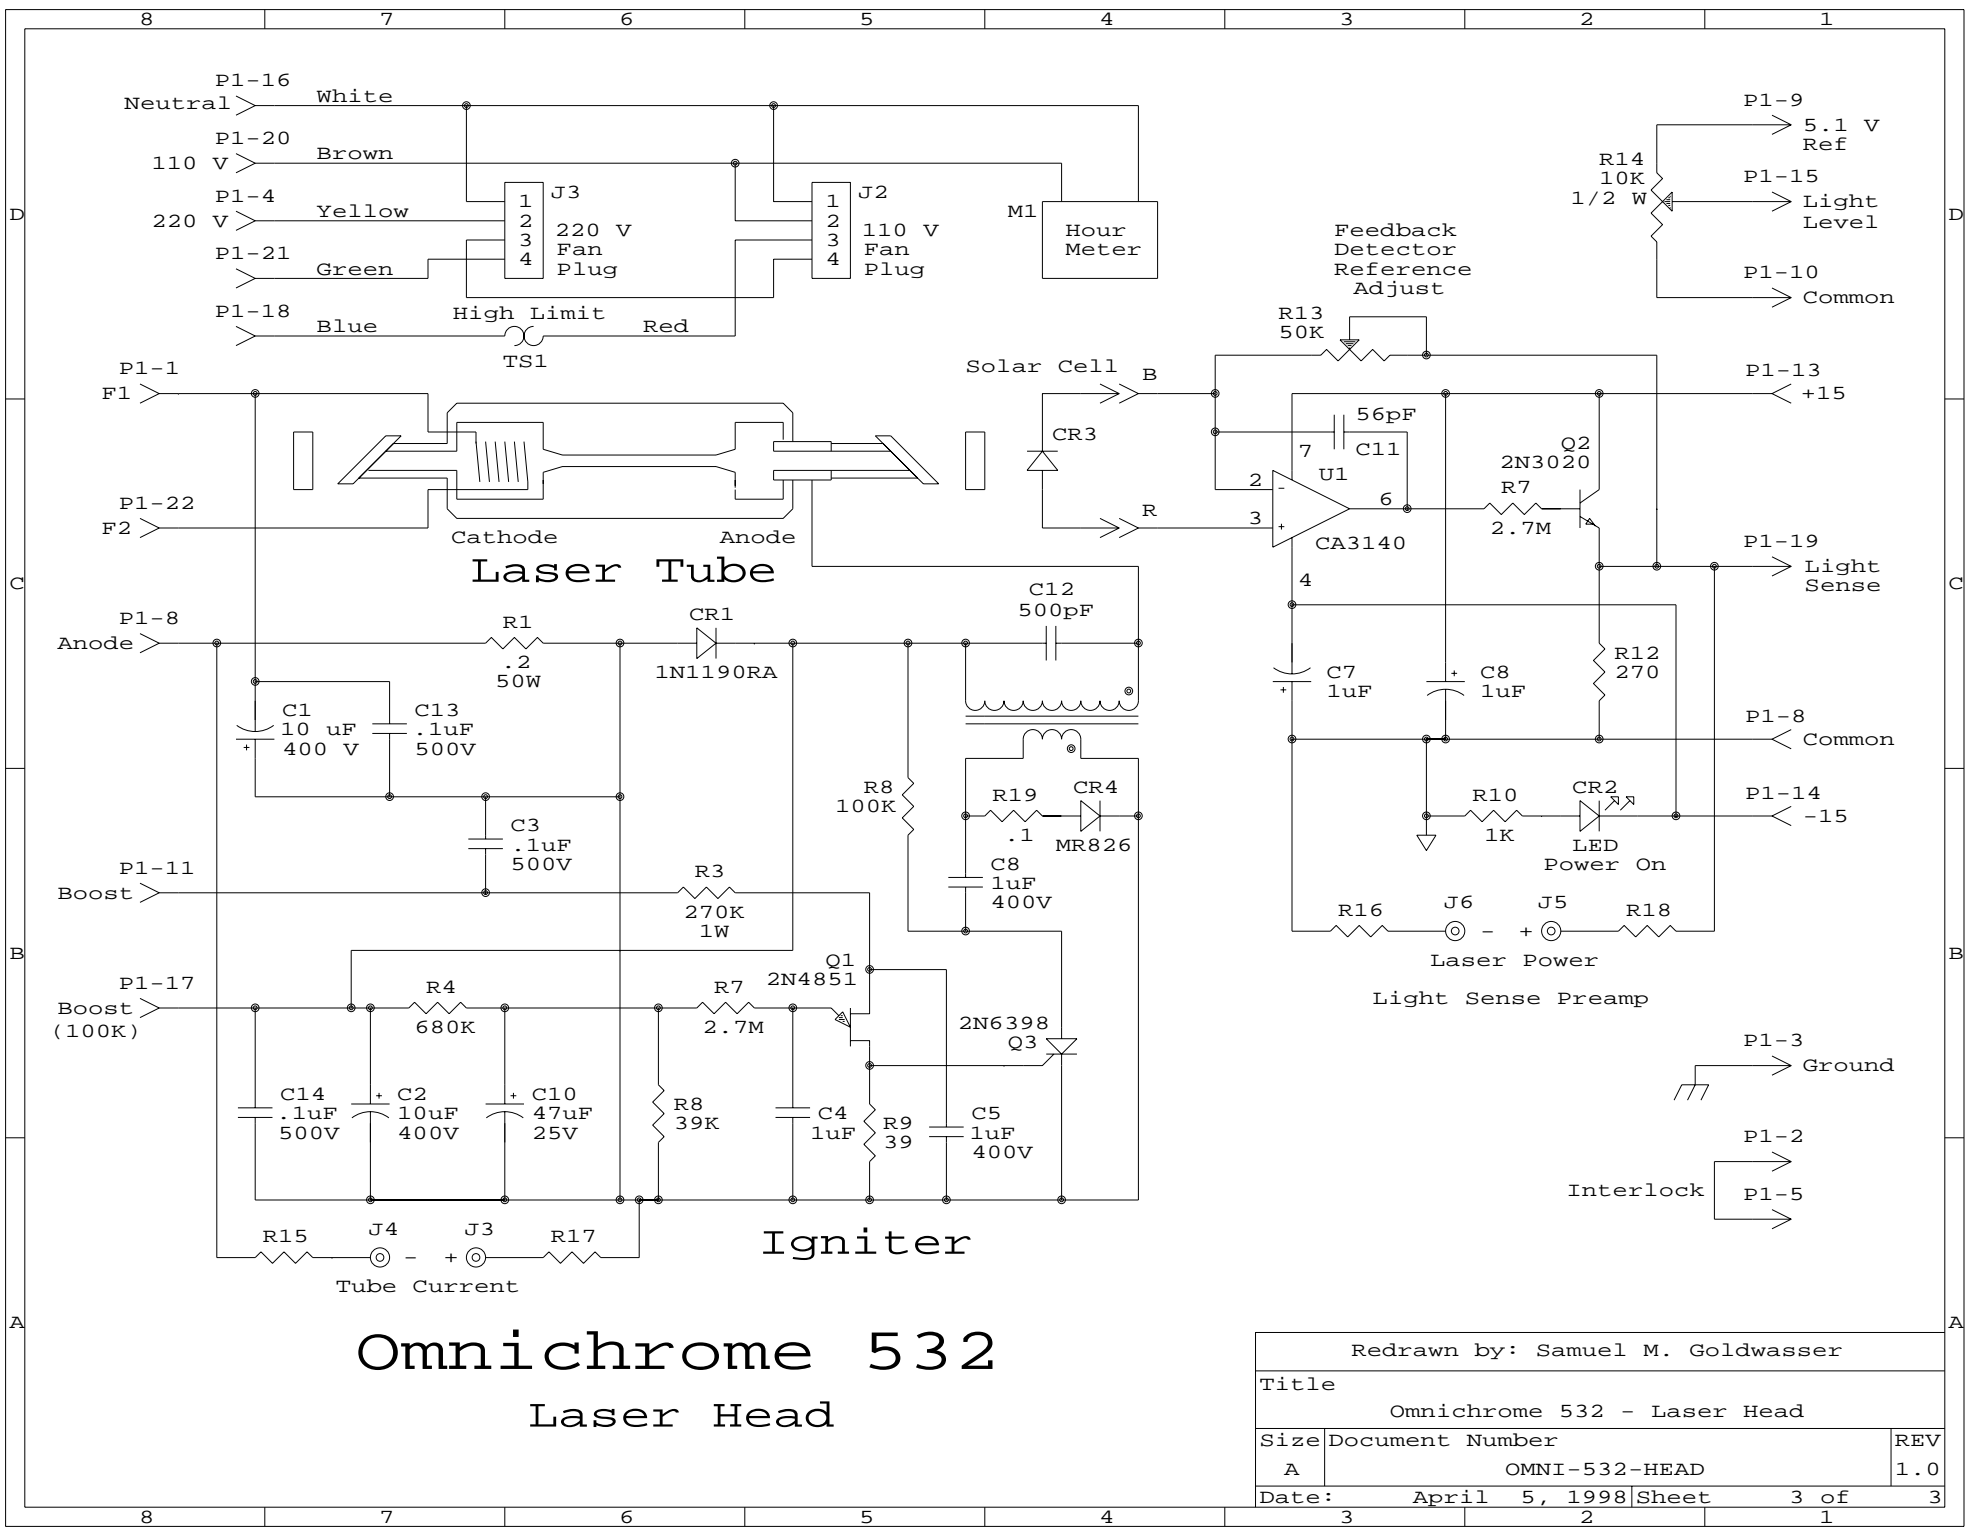 8 7 6 5 4 3 2 1
P1-16
Neutral White
P1-20
110 V Brown
P1-4
220 V Yellow
P1-21
Green
P1-18
Blue
High Limit
TS1
Red
J3
1
2
3
4
220 V
Fan
Plug
J2
1
2
3
4
110 V
Fan
Plug
M1
Hour
Meter
P1-9
5.1 V
Ref
R14
10K
1/2 W
P1-15
Light
Level
P1-10
Common
D
D
Feedback
Detector
Reference
Adjust
R13
50K
P1-1
F1
P1-22
F2
Cathode
Anode
Laser Tube
Solar Cell
B
CR3
R
56pF
C11
7
U1
2
-
3
+
6
CA3140
4
R7
2.7M
Q2
2N3020
P1-13
+15
P1-19
Light
Sense
C
C
P1-8
Anode
R1
.2
50W
CR1
1N1190RA
C12
500pF
C1
10 uF
400 V
+
C13
.1uF
500V
C3
.1uF
500V
C7
1uF
+
C8
1uF
+
R12
270
P1-8
Common
R8
100K
R19
.1
CR4
MR826
C8
1uF
400V
R10
1K
CR2
LED
Power On
P1-14
-15
P1-11
Boost
R3
270K
1W
R16
J6
-
+
J5
R18
Laser Power
Light Sense Preamp
B
B
P1-17
Boost
(100K)
R4
680K
R7
2.7M
Q1
2N4851
2N6398
Q3
C14
.1uF
500V
C2
10uF
400V
+
C10
47uF
25V
+
R8
39K
C4
1uF
R9
39
C5
1uF
400V
P1-3
Ground
P1-2
Interlock
P1-5
R15
J4
-
+
J3
R17
Tube Current
Igniter
A
A
Omnichrome 532
Laser Head
Redrawn by: Samuel M. Goldwasser
Title
Omnichrome 532 - Laser Head
Size Document Number REV
A OMNI-532-HEAD 1.0
Date: April 5, 1998 Sheet 3 of 3
8 7 6 5 4 3 2 1